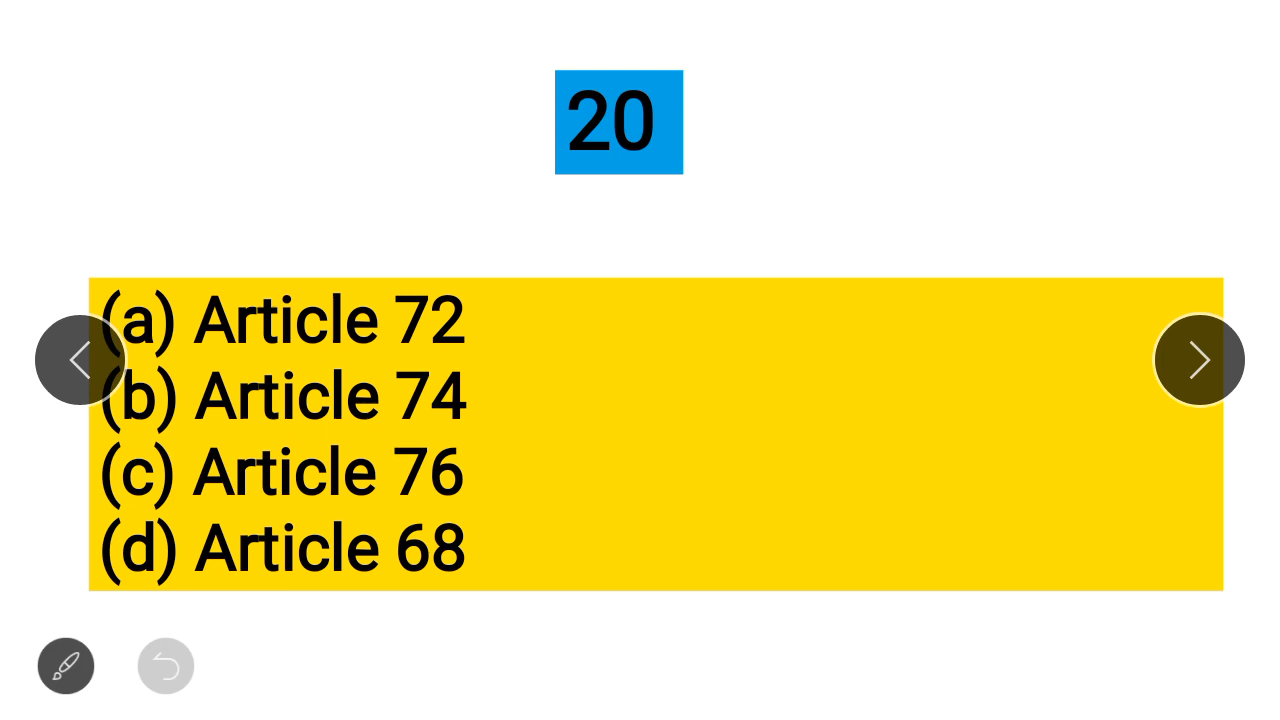 20
(a) Article 72
(b) Article 74
(c) Article 76
(d) Article 68